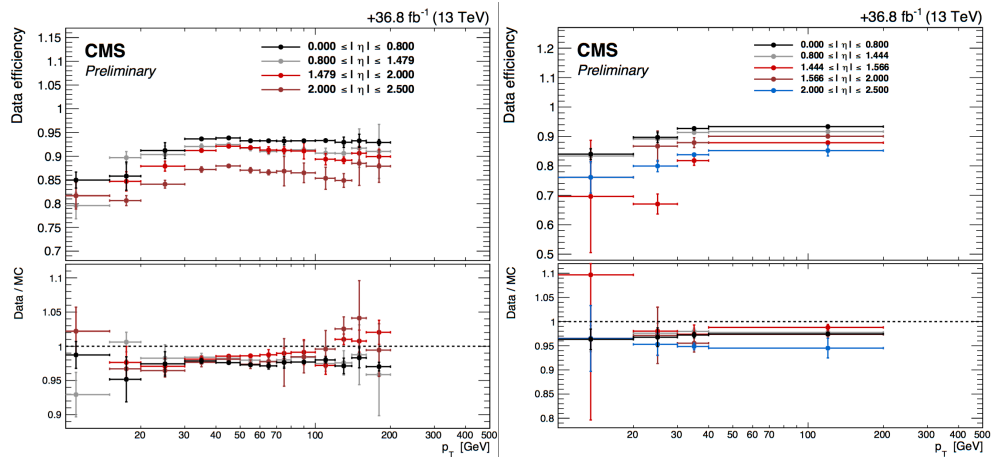 +36.8 fb⁻¹ (13 TeV)
Data efficiency
1.15
1.1
1.05
1
0.95
0.9
0.85
0.8
0.75
0.7
CMS
Preliminary
0.000 ≤ | η | ≤ 0.800
0.800 ≤ | η | ≤ 1.479
1.479 ≤ | η | ≤ 2.000
2.000 ≤ | η | ≤ 2.500
Data / MC
1.1
1.05
1
0.95
0.9
20 30 40 50 60 70 100 200 300 400 500
p_T [GeV]
+36.8 fb⁻¹ (13 TeV)
Data efficiency
1.2
1.1
1
0.9
0.8
0.7
0.6
0.5
CMS
Preliminary
0.000 ≤ | η | ≤ 0.800
0.800 ≤ | η | ≤ 1.444
1.444 ≤ | η | ≤ 1.566
1.566 ≤ | η | ≤ 2.000
2.000 ≤ | η | ≤ 2.500
Data / MC
1.1
1.05
1
0.95
0.9
0.85
0.8
20 30 40 50 60 70 100 200 300 400 500
p_T [GeV]